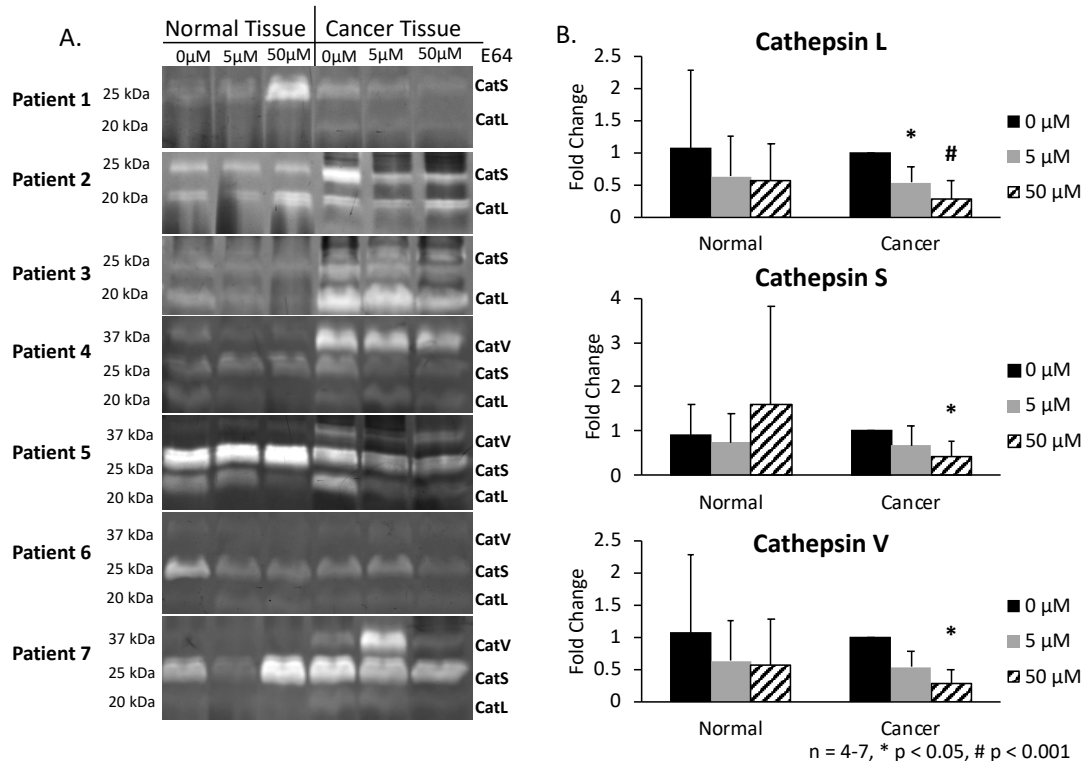 A.
Normal Tissue Cancer Tissue
0μM 5μM 50μM 0μM 5μM 50μM E64
Patient 1
25 kDa
20 kDa
CatS
CatL
Patient 2
25 kDa
20 kDa
CatS
CatL
Patient 3
25 kDa
20 kDa
CatS
CatL
Patient 4
37 kDa
25 kDa
20 kDa
CatV
CatS
CatL
Patient 5
37 kDa
25 kDa
20 kDa
CatV
CatS
CatL
Patient 6
37 kDa
25 kDa
20 kDa
CatV
CatS
CatL
Patient 7
37 kDa
25 kDa
20 kDa
CatV
CatS
CatL
B.
Cathepsin L
Fold Change
2.5
2
1.5
1
0.5
0
* #
Normal Cancer
0 μM
5 μM
50 μM
Cathepsin S
Fold Change
4
3
2
1
0
*
Normal Cancer
0 μM
5 μM
50 μM
Cathepsin V
Fold Change
2.5
2
1.5
1
0.5
0
*
Normal Cancer
0 μM
5 μM
50 μM
n = 4-7, * p < 0.05, # p < 0.001